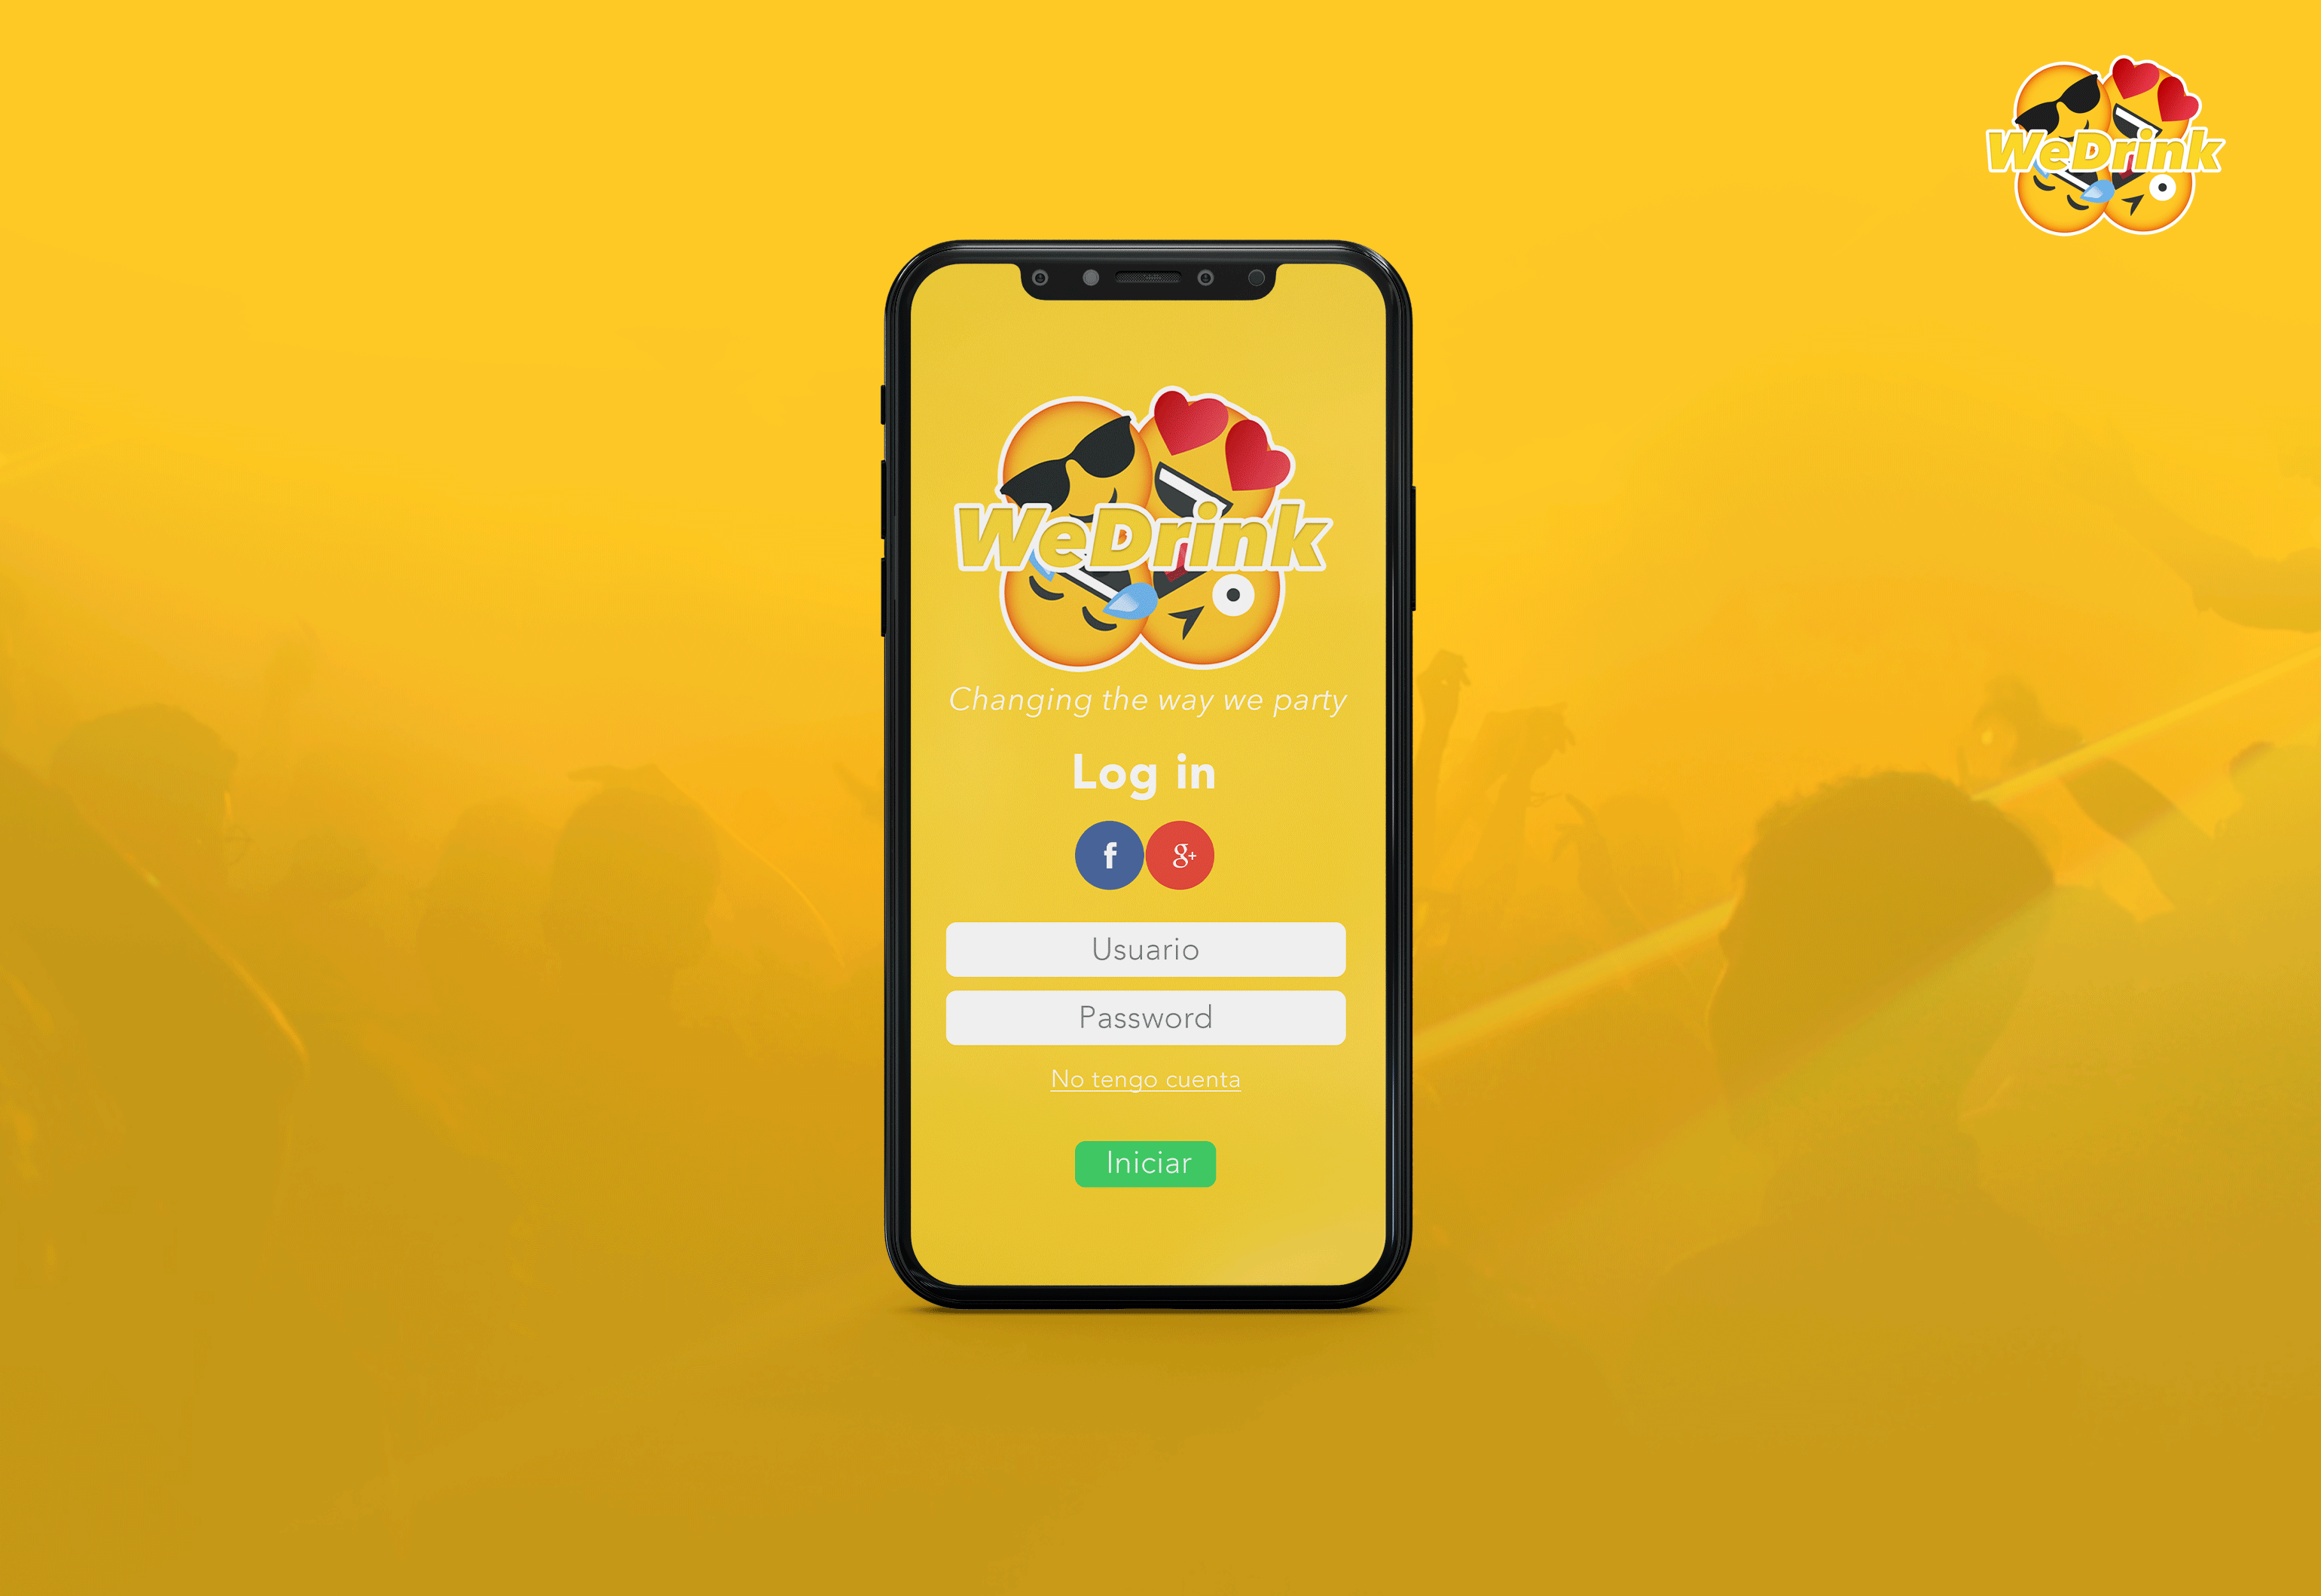 WeDrink
WeDrink
Changing the way we party
Log in
f g+
Usuario
Password
No tengo cuenta
Iniciar